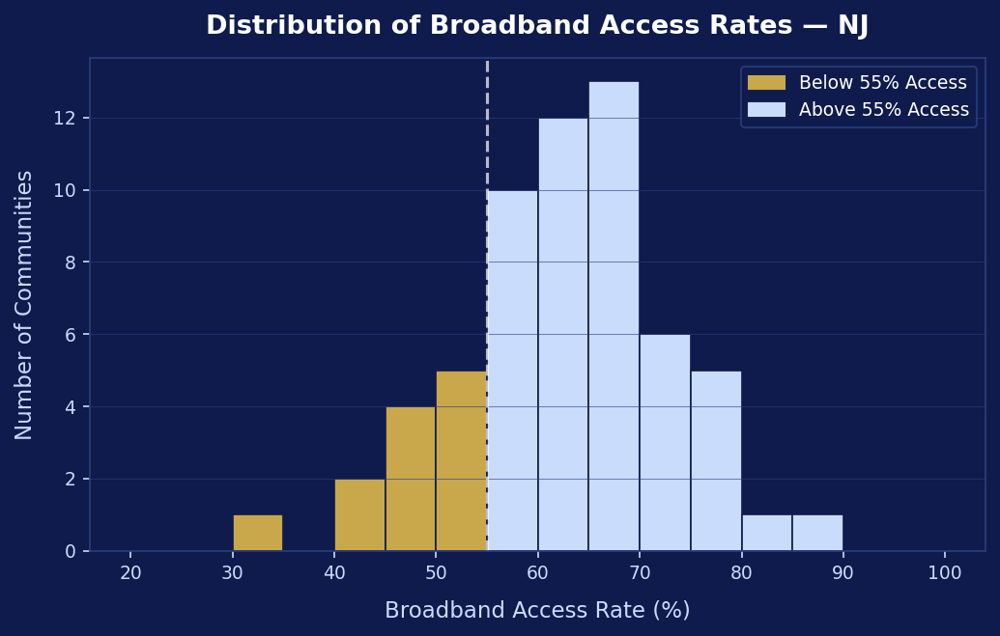 Distribution of Broadband Access Rates — NJ
Below 55% Access
Above 55% Access
Number of Communities
12
10
8
6
4
2
0
20 30 40 50 60 70 80 90 100
Broadband Access Rate (%)